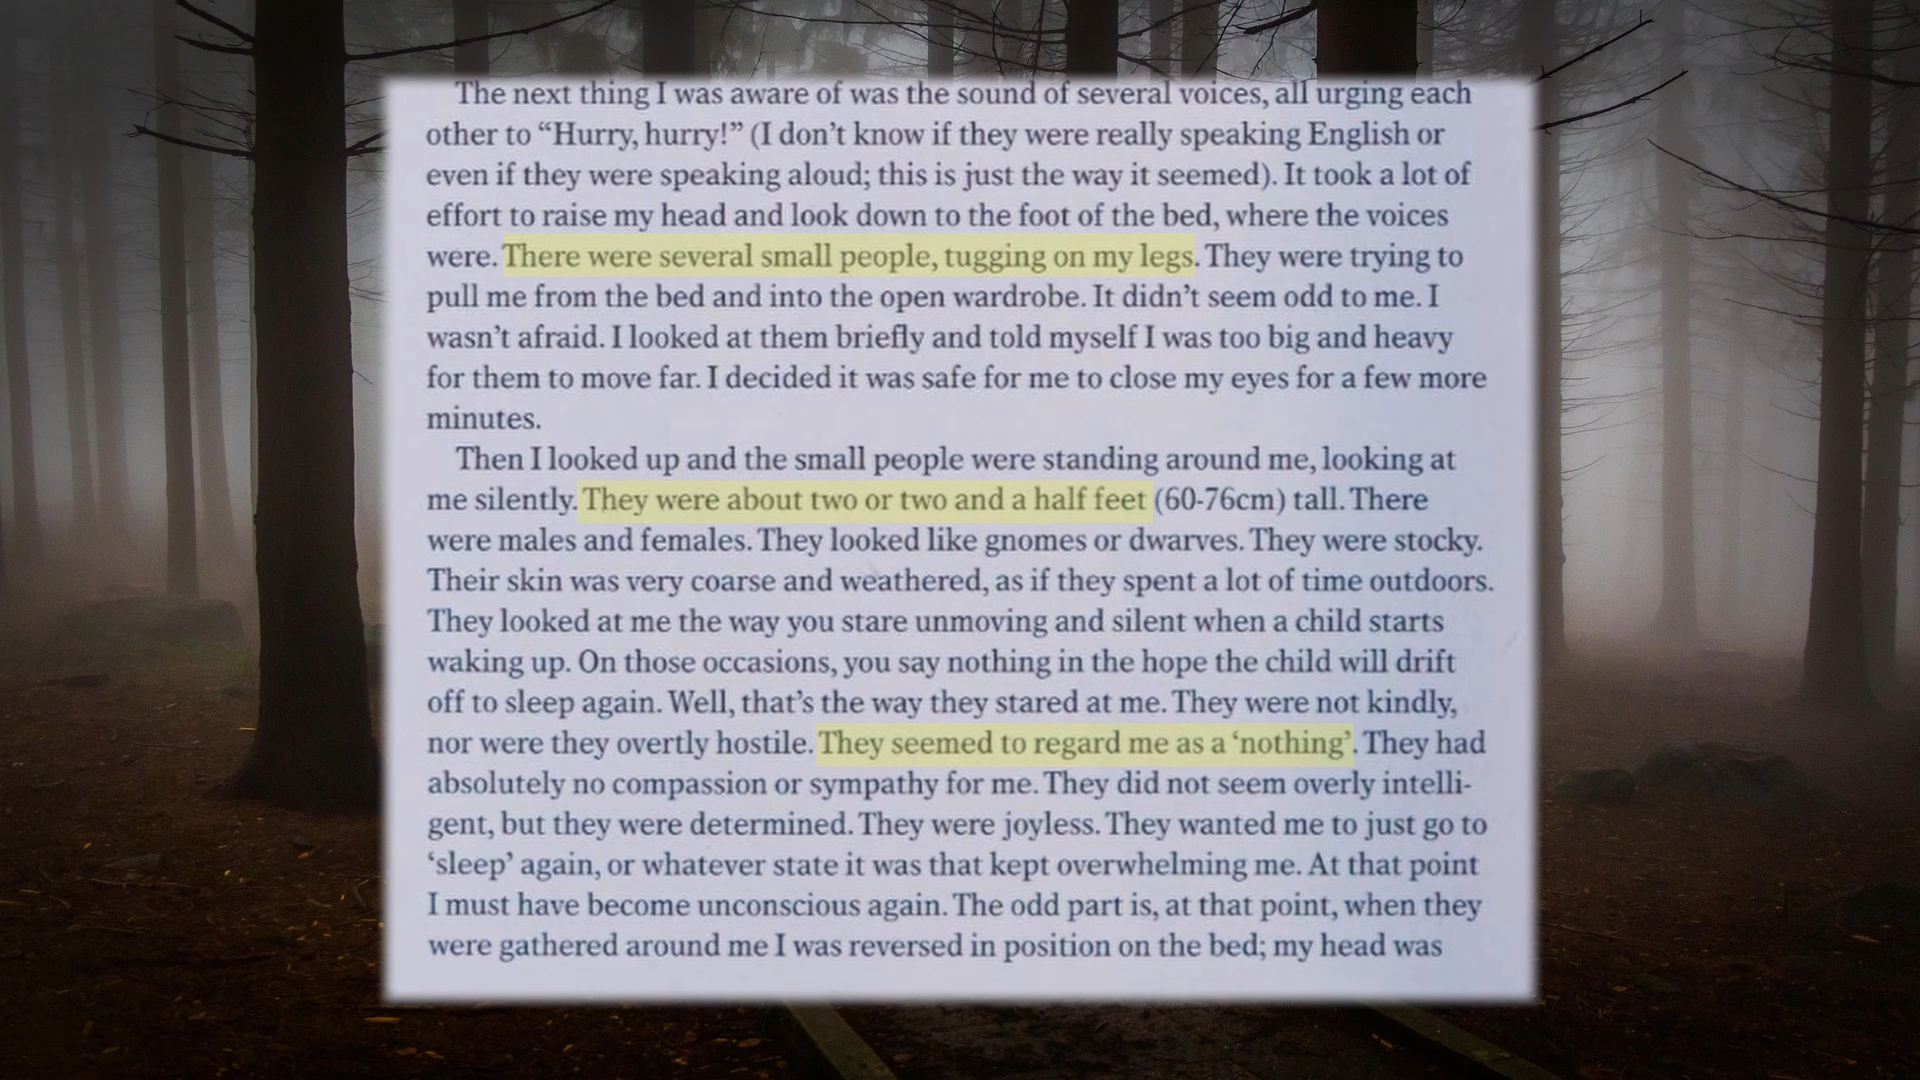 The next thing I was aware of was the sound of several voices, all urging each
other to “Hurry, hurry!” (I don’t know if they were really speaking English or
even if they were speaking aloud; this is just the way it seemed). It took a lot of
effort to raise my head and look down to the foot of the bed, where the voices
were. There were several small people, tugging on my legs. They were trying to
pull me from the bed and into the open wardrobe. It didn’t seem odd to me. I
wasn’t afraid. I looked at them briefly and told myself I was too big and heavy
for them to move far. I decided it was safe for me to close my eyes for a few more
minutes.
Then I looked up and the small people were standing around me, looking at
me silently. They were about two or two and a half feet (60-76cm) tall. There
were males and females. They looked like gnomes or dwarves. They were stocky.
Their skin was very coarse and weathered, as if they spent a lot of time outdoors.
They looked at me the way you stare unmoving and silent when a child starts
waking up. On those occasions, you say nothing in the hope the child will drift
off to sleep again. Well, that’s the way they stared at me. They were not kindly,
nor were they overtly hostile. They seemed to regard me as a ‘nothing’. They had
absolutely no compassion or sympathy for me. They did not seem overly intelli-
gent, but they were determined. They were joyless. They wanted me to just go to
‘sleep’ again, or whatever state it was that kept overwhelming me. At that point
I must have become unconscious again. The odd part is, at that point, when they
were gathered around me I was reversed in position on the bed; my head was